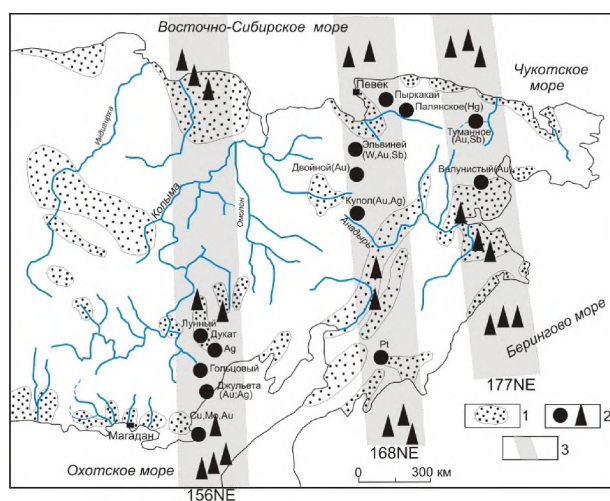 Восточно-Сибирское море
Чукотское
море
Певек
Пыркакай
Палянское(Hg)
Туманное
(Au,Sb)
Индигирка
Эльвиней
(W,Au,Sb)
Двойной(Au)
Валунистый(Au)
Колыма
Омолон
Купол(Au,Ag)
Анадырь
Лунный
Дукат
Ag
Гольцовый
Джульета
(Au;Ag)
Pt
Берингово море
177NE
Cu,Mo,Au
Магадан
1
2
168NE
3
Охотское море
0
300 км
156NE